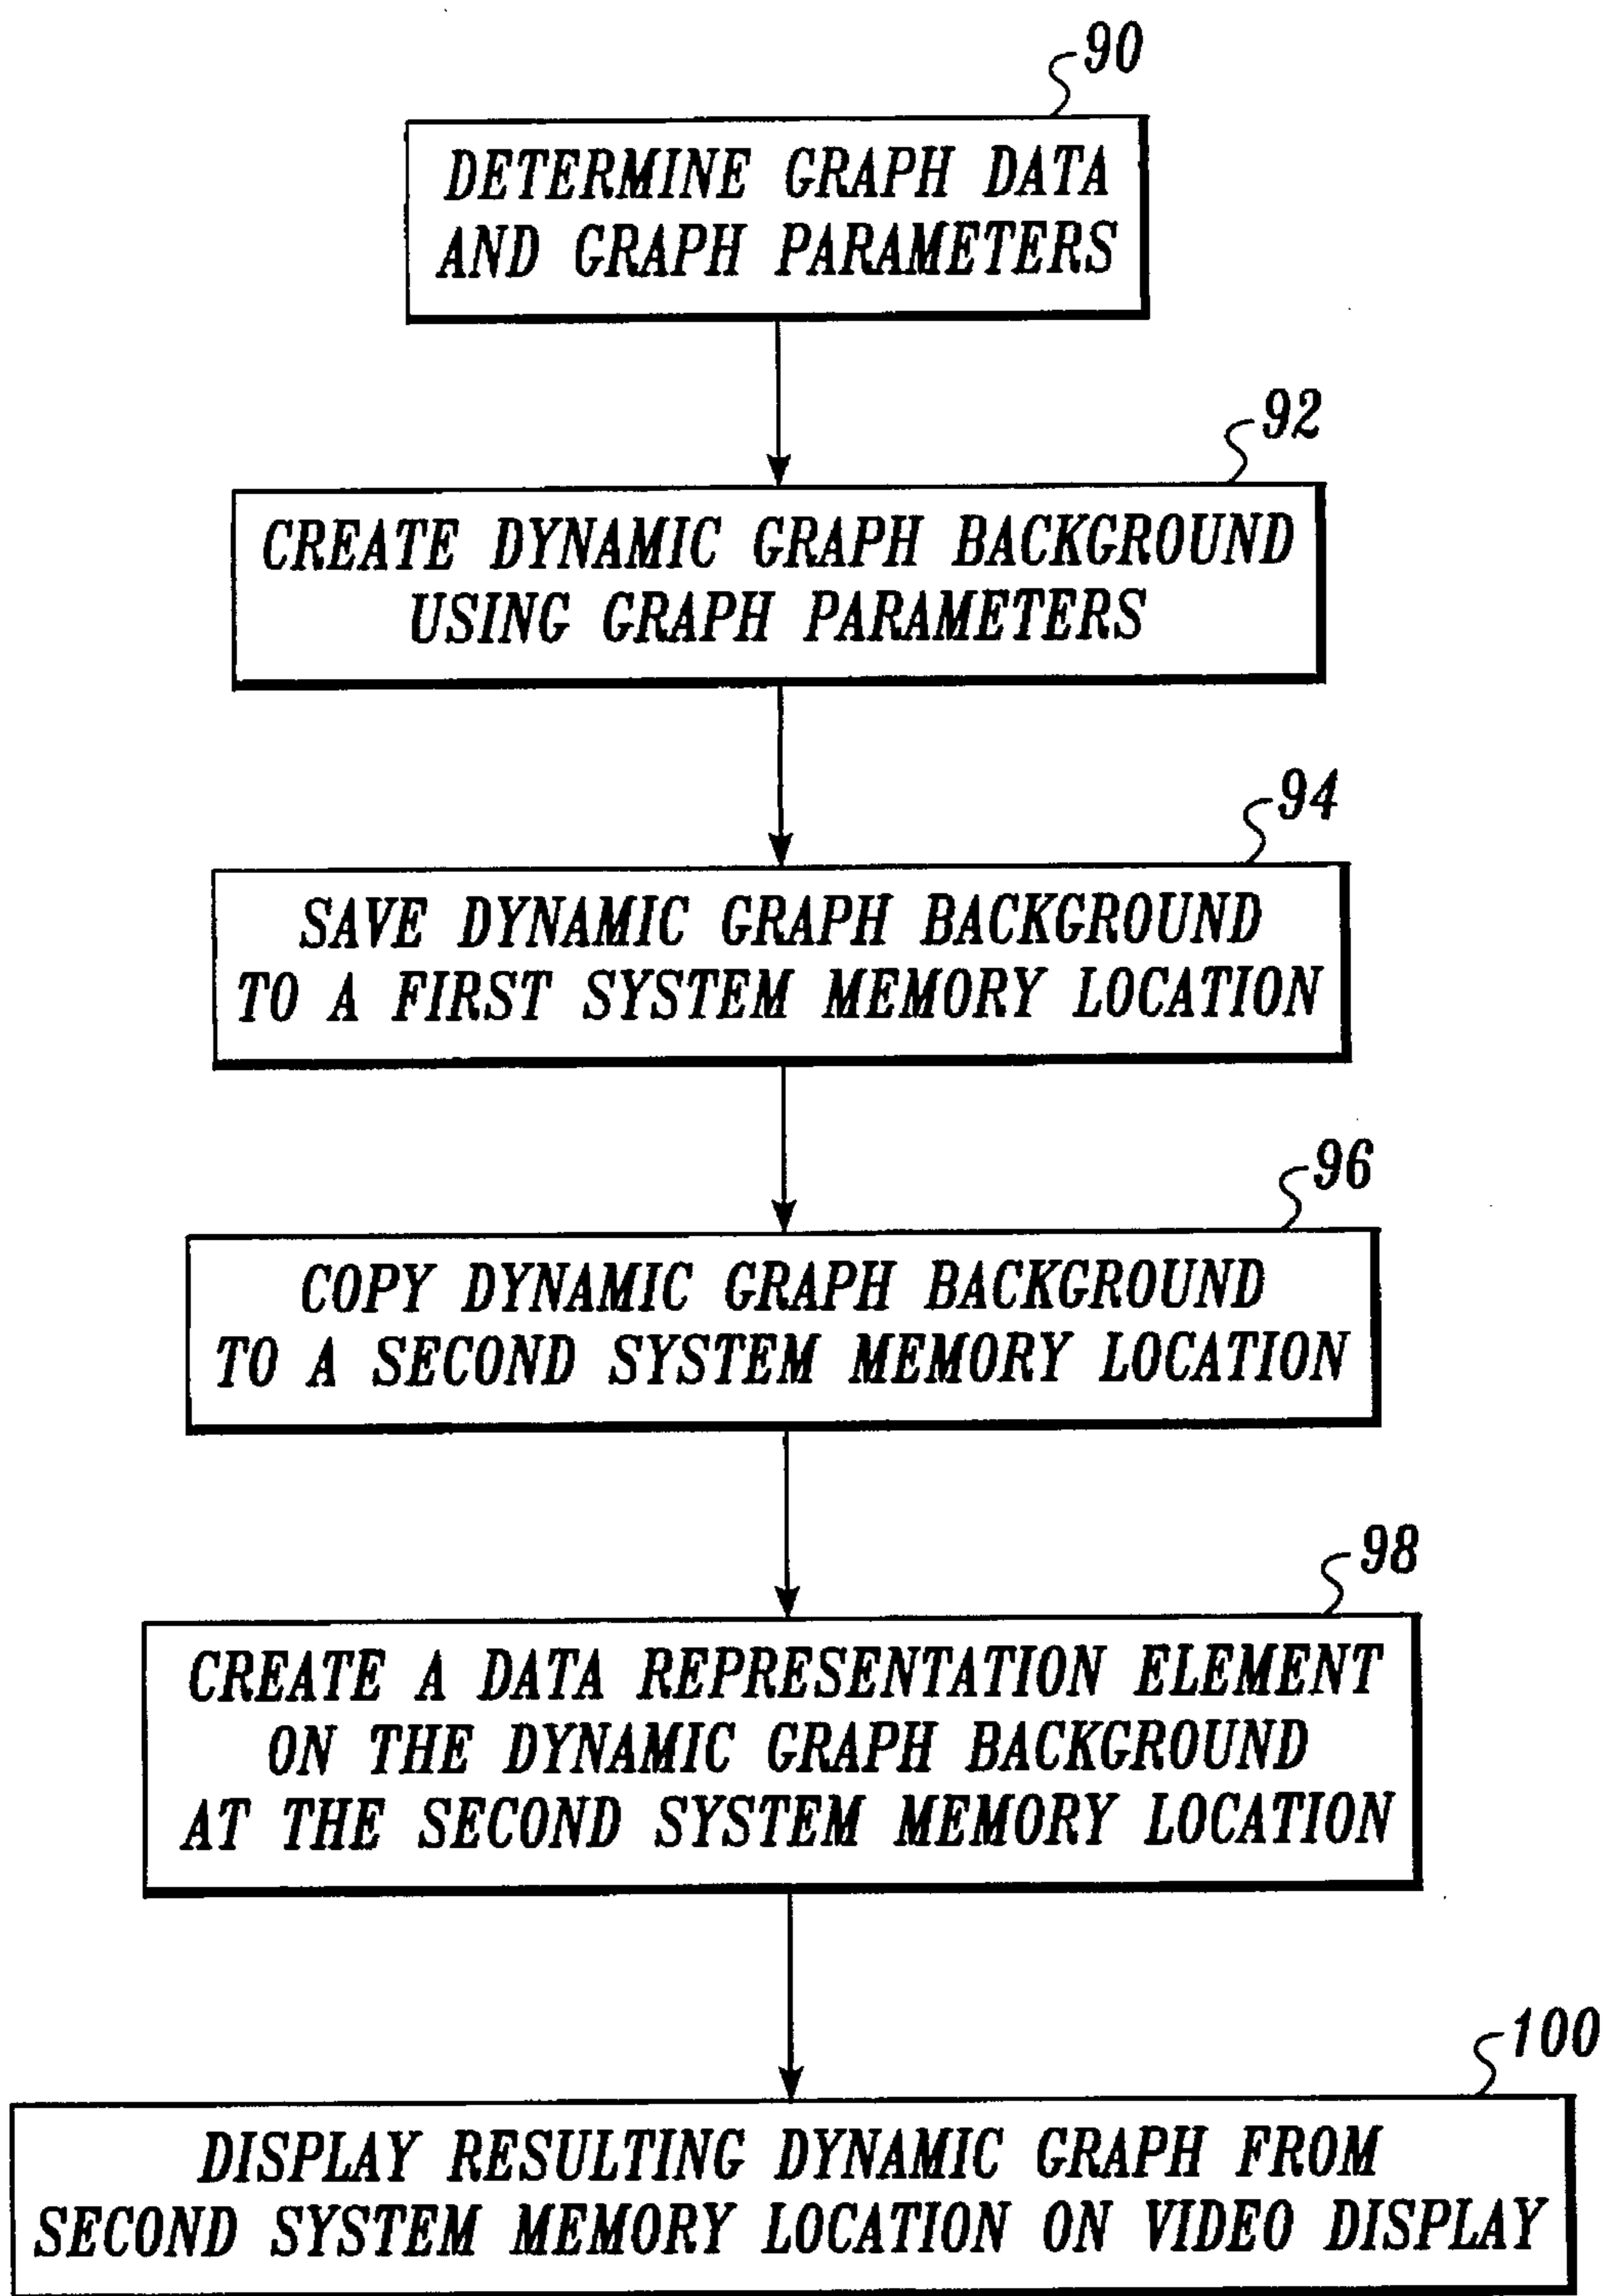 90
DETERMINE GRAPH DATA
AND GRAPH PARAMETERS
92
CREATE DYNAMIC GRAPH BACKGROUND
USING GRAPH PARAMETERS
94
SAVE DYNAMIC GRAPH BACKGROUND
TO A FIRST SYSTEM MEMORY LOCATION
96
COPY DYNAMIC GRAPH BACKGROUND
TO A SECOND SYSTEM MEMORY LOCATION
98
CREATE A DATA REPRESENTATION ELEMENT
ON THE DYNAMIC GRAPH BACKGROUND
AT THE SECOND SYSTEM MEMORY LOCATION
100
DISPLAY RESULTING DYNAMIC GRAPH FROM
SECOND SYSTEM MEMORY LOCATION ON VIDEO DISPLAY